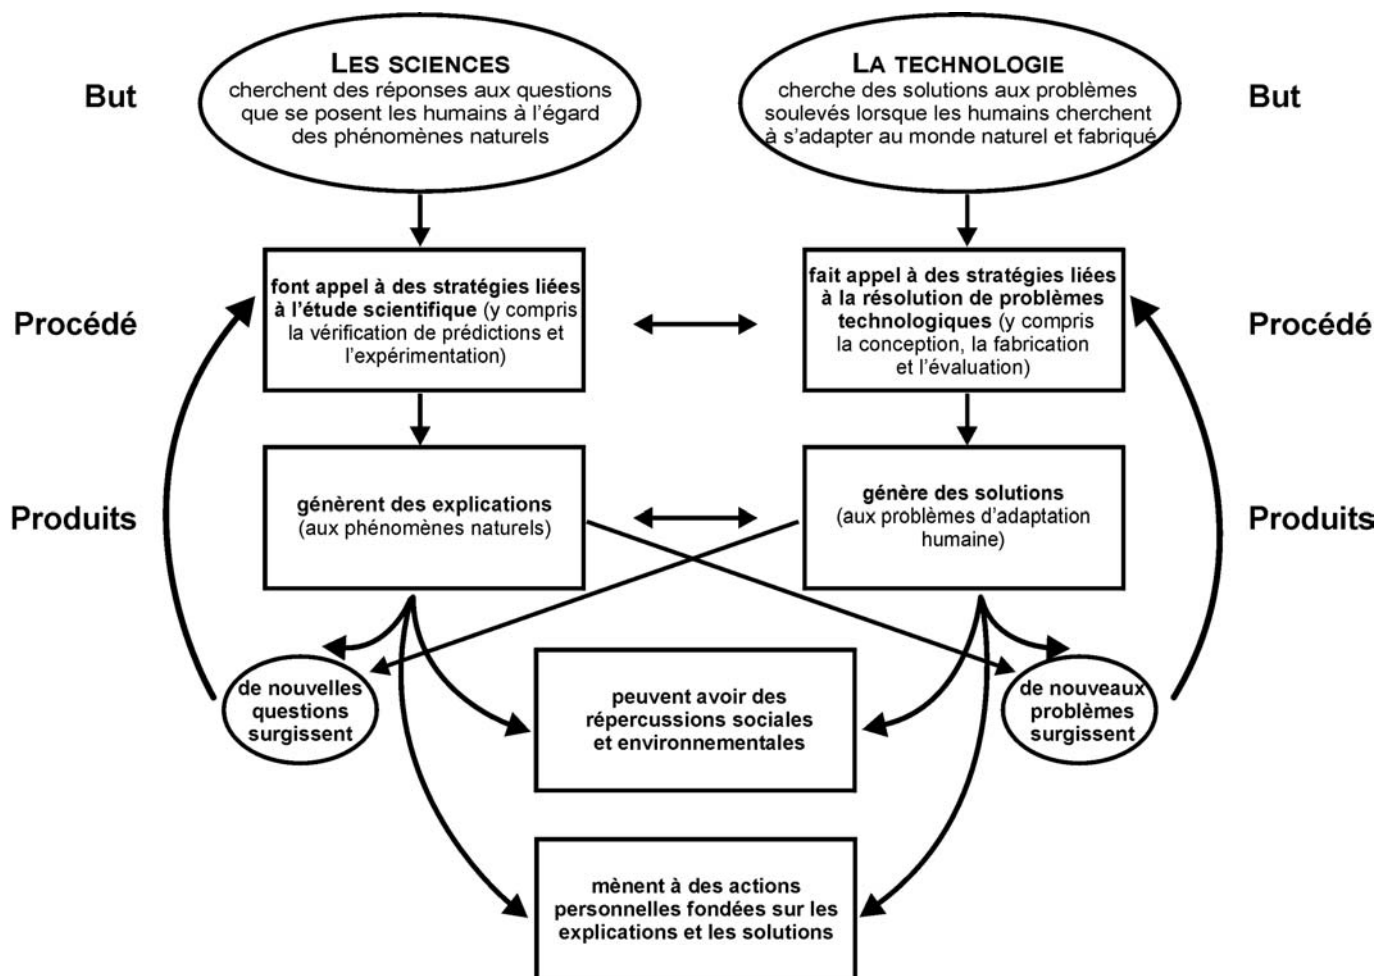 But
LES SCIENCES
cherchent des réponses aux questions
que se posent les humains à l'égard
des phénomènes naturels
LA TECHNOLOGIE
cherche des solutions aux problèmes
soulevés lorsque les humains cherchent
à s'adapter au monde naturel et fabriqué
But
Procédé
font appel à des stratégies liées
à l'étude scientifique (y compris
la vérification de prédictions et
l'expérimentation)
fait appel à des stratégies liées
à la résolution de problèmes
technologiques (y compris
la conception, la fabrication
et l'évaluation)
Procédé
Produits
génèrent des explications
(aux phénomènes naturels)
génère des solutions
(aux problèmes d'adaptation
humaine)
Produits
de nouvelles
questions
surgissent
peuvent avoir des
répercussions sociales
et environnementales
de nouveaux
problèmes
surgissent
mènent à des actions
personnelles fondées sur les
explications et les solutions